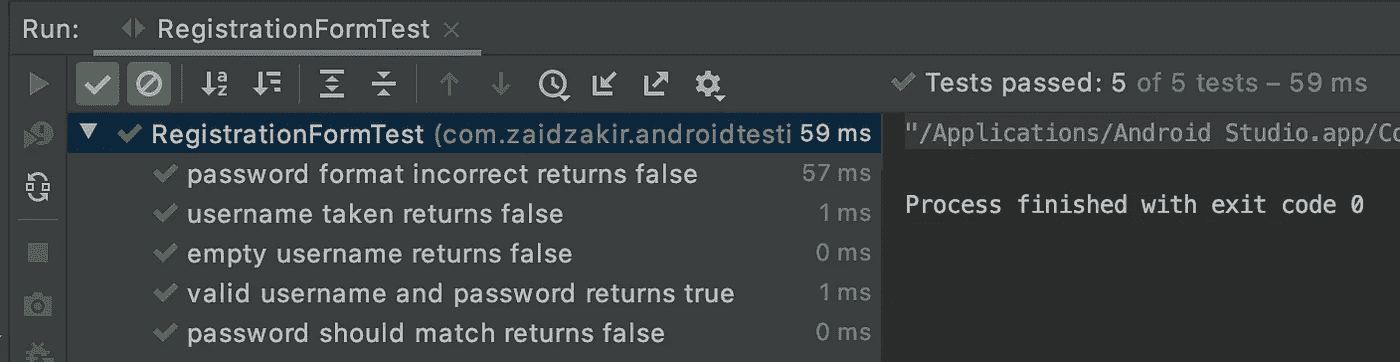 Run: RegistrationFormTest
Tests passed: 5 of 5 tests – 59 ms
RegistrationFormTest (com.zaidzakir.androidtesti 59 ms
password format incorrect returns false 57 ms
username taken returns false 1 ms
empty username returns false 0 ms
valid username and password returns true 1 ms
password should match returns false 0 ms
"/Applications/Android Studio.app/Co
Process finished with exit code 0